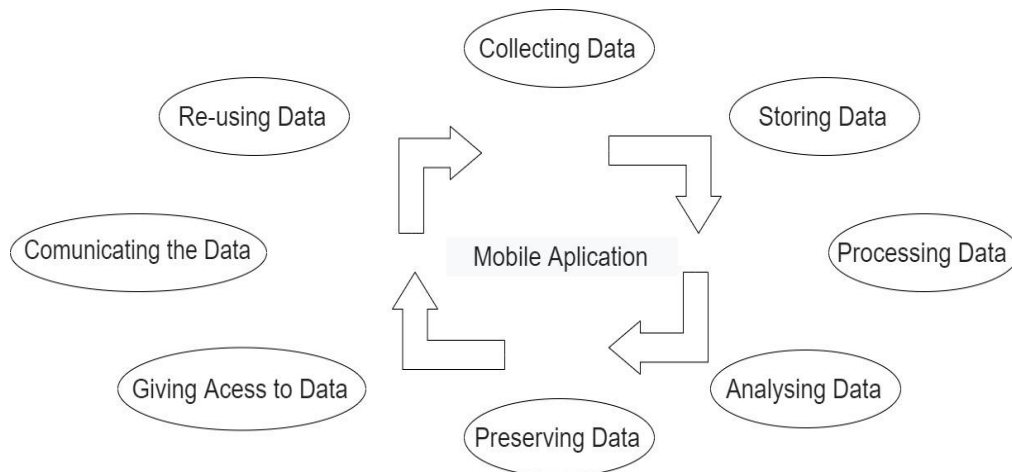 Collecting Data
Re-using Data
Storing Data
Comunicating the Data
Mobile Aplication
Processing Data
Giving Acess to Data
Analysing Data
Preserving Data